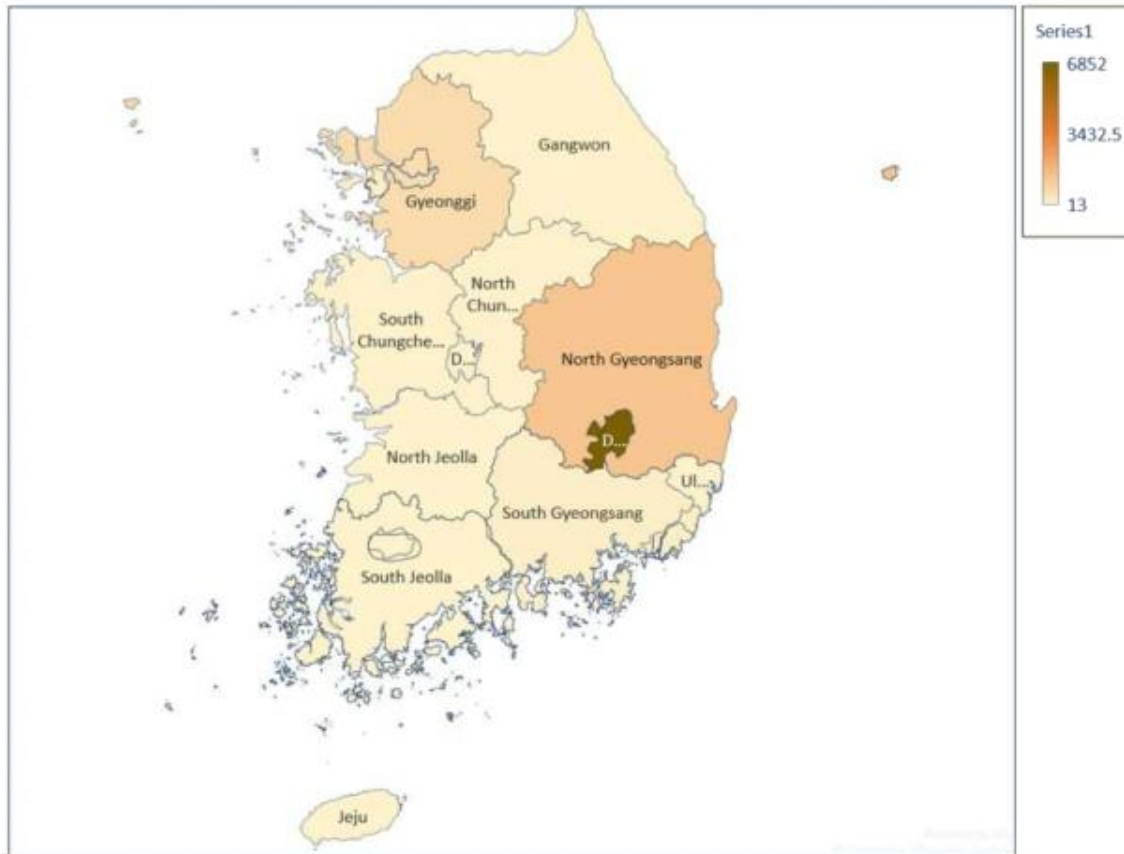 Series1
6852
3432.5
13
Gangwon
Gyeonggi
North
Chun...
South
Chungche...
D...
North Gyeongsang
D....
North Jeolla
Ul...
South Gyeongsang
South Jeolla
Jeju